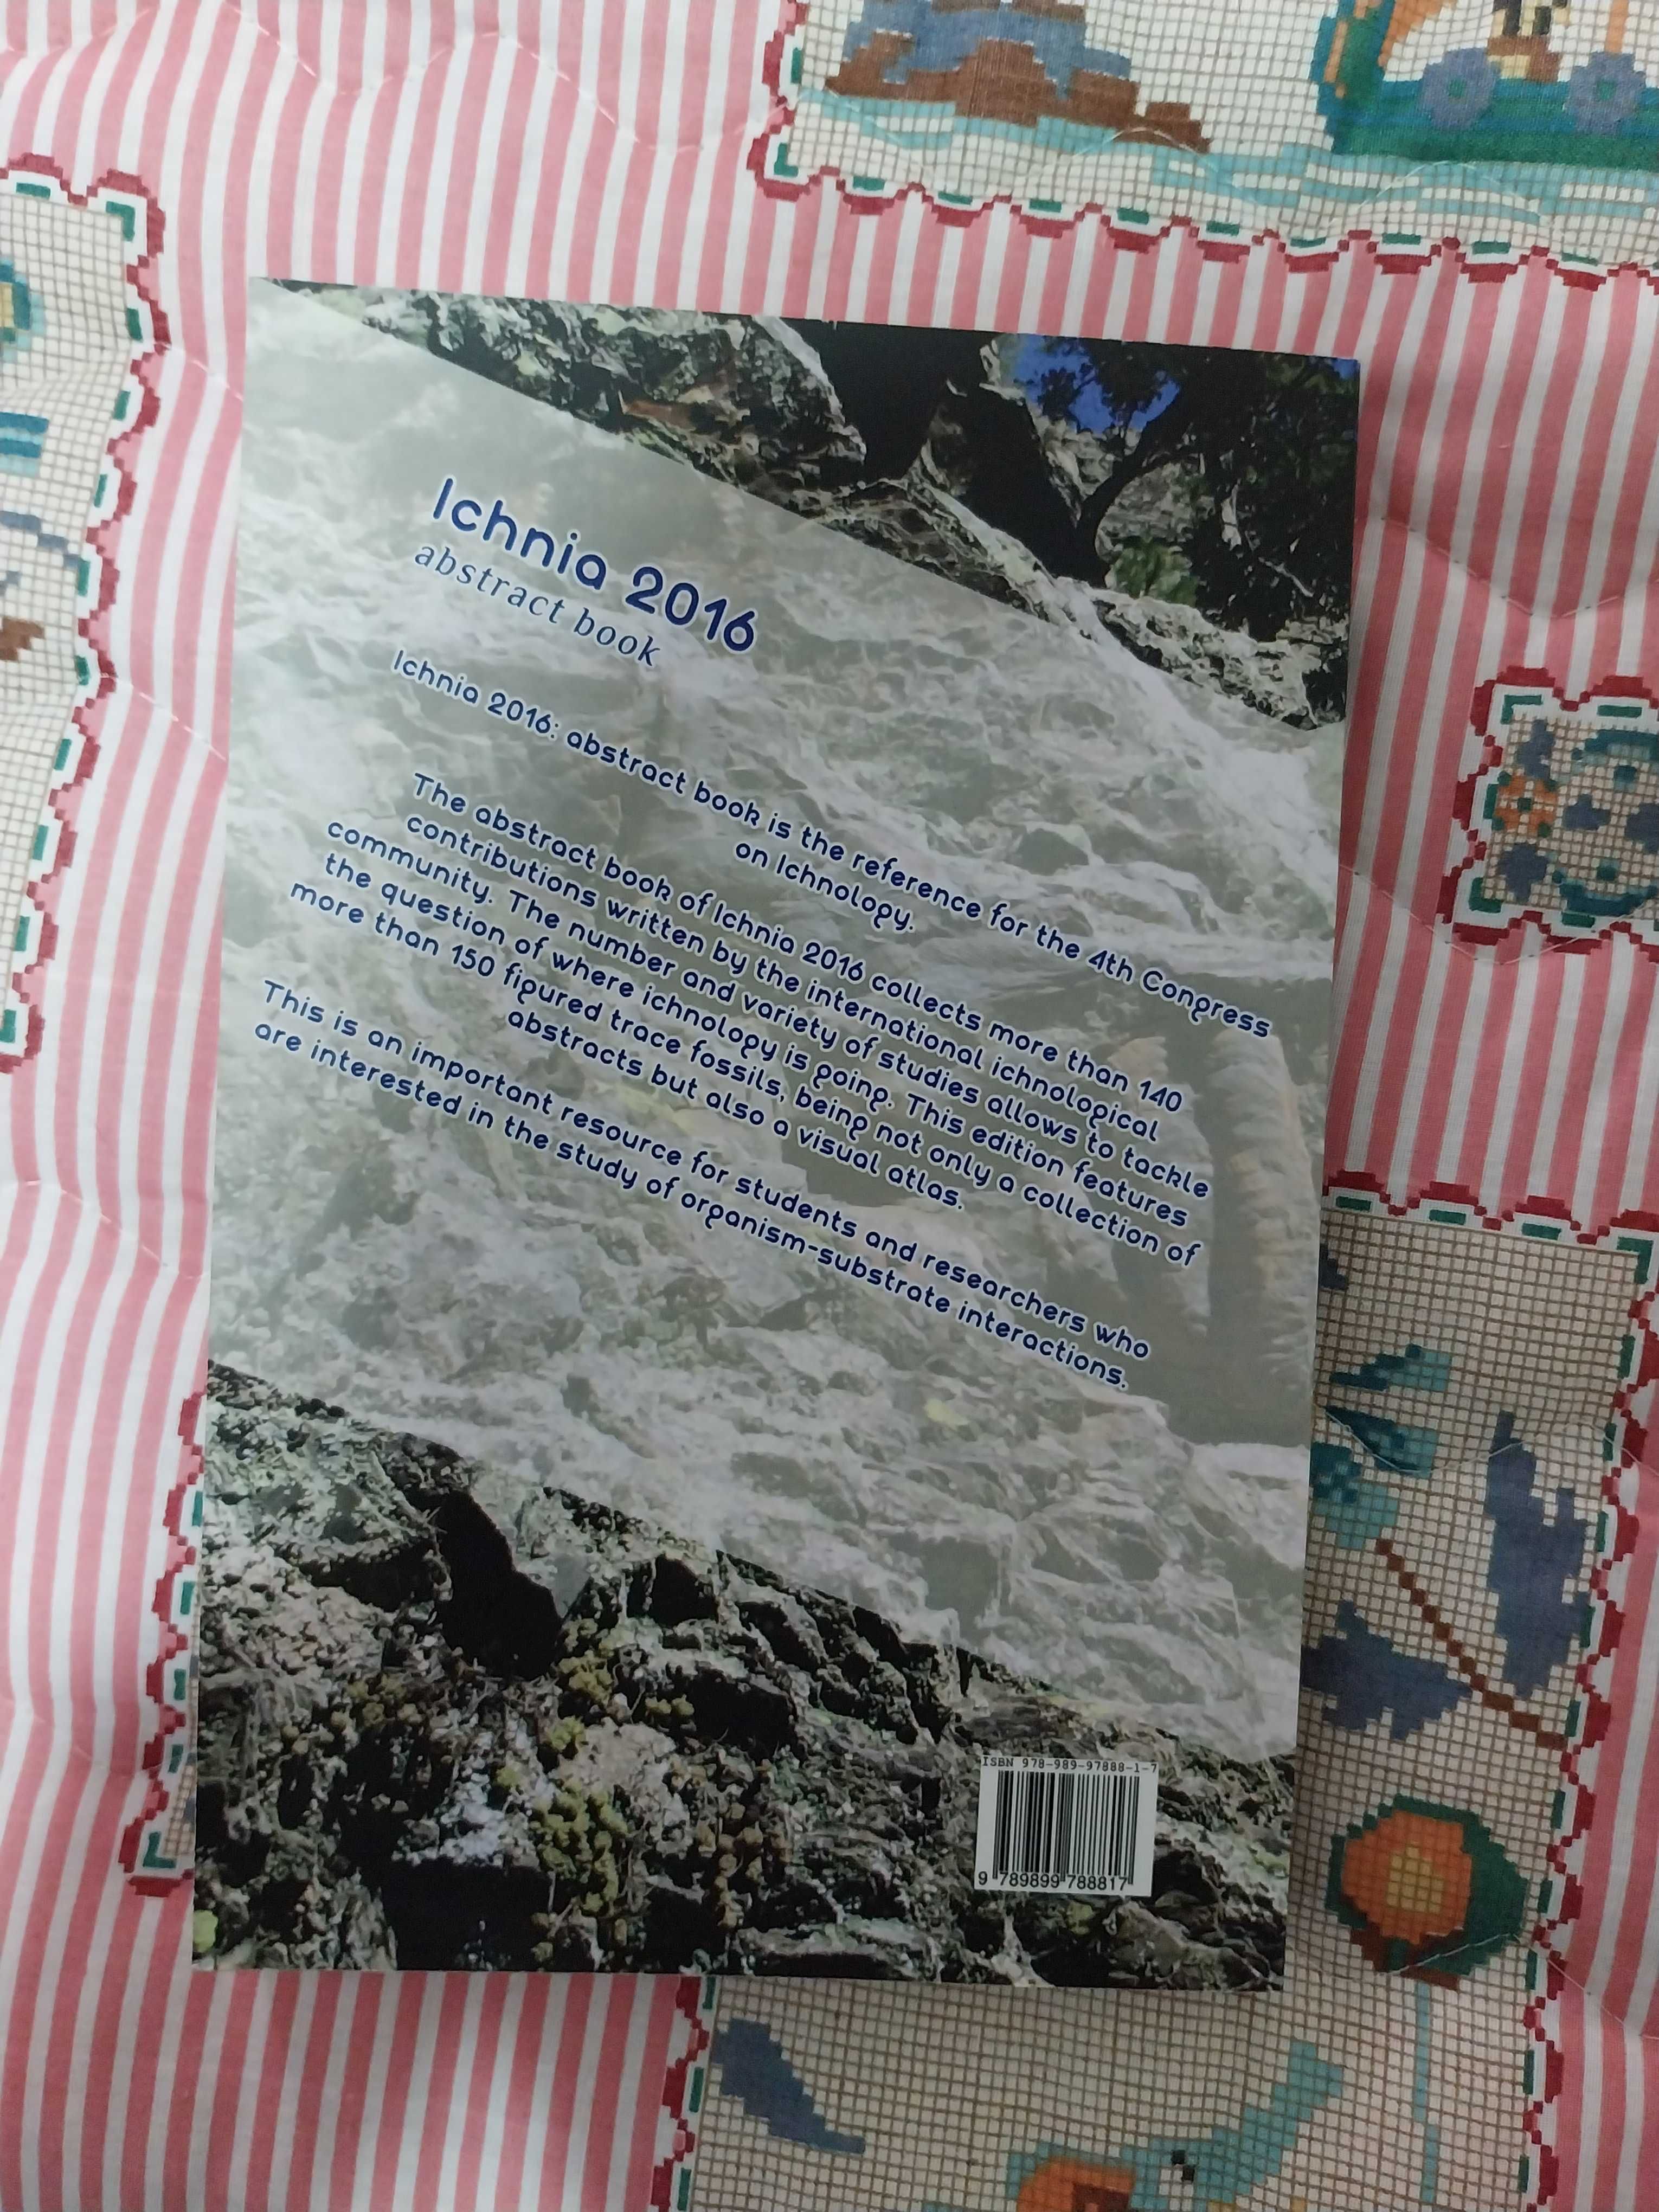 Ichnia 2016
abstract book
Ichnia 2016: abstract book is the reference for the 4th Congress
on Ichnology.
The abstract book of Ichnia 2016 collects more than 140
contributions written by the international ichnological
community. The number and variety of studies allows to tackle
the question of where ichnology is going. This edition features
more than 150 figured trace fossils, being not only a collection of
abstracts but also a visual atlas.
This is an important resource for students and researchers who
are interested in the study of organism-substrate interactions.
ISBN 978-989-97888-1-7
9 789899 788817